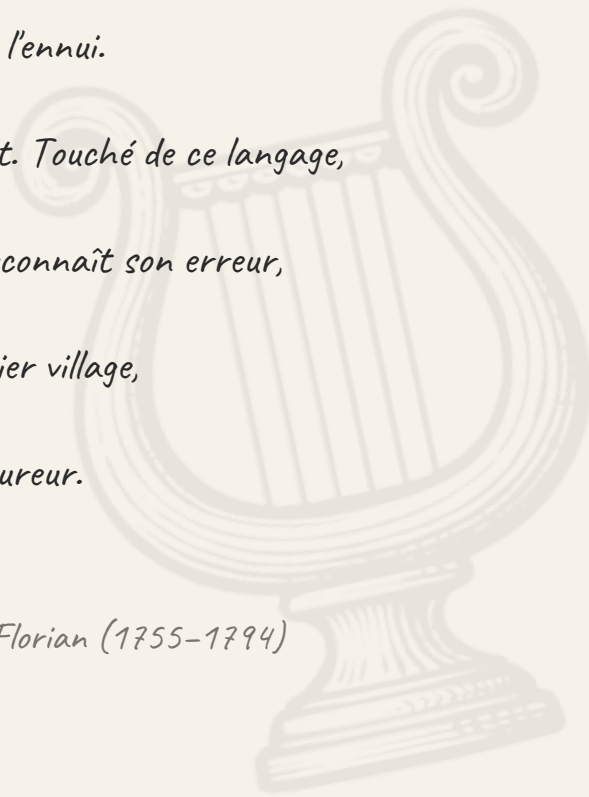 l'ennui.
t. Touché de ce langage,
connaît son erreur,
ier village,
ureur.
Florian (1755–1794)